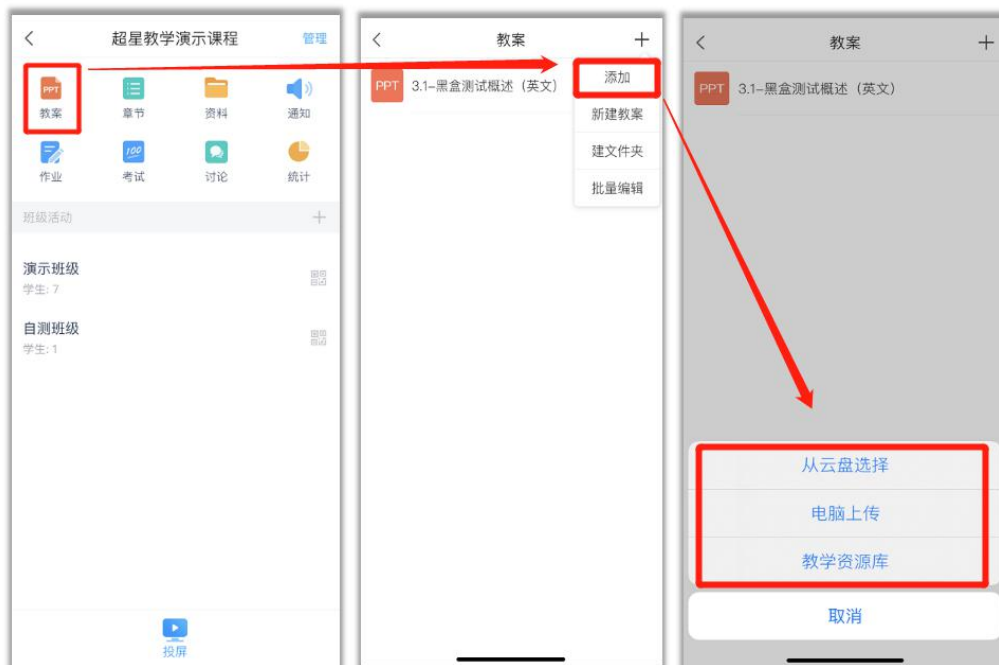 超星教学演示课程
管理
PPT
教案
章节
资料
通知
作业
100
考试
讨论
统计
班级活动
演示班级
学生: 7
自测班级
学生: 1
投屏
教案
PPT 3.1-黑盒测试概述（英文）
添加
新建教案
建文件夹
批量编辑
教案
PPT 3.1-黑盒测试概述（英文）
从云盘选择
电脑上传
教学资源库
取消